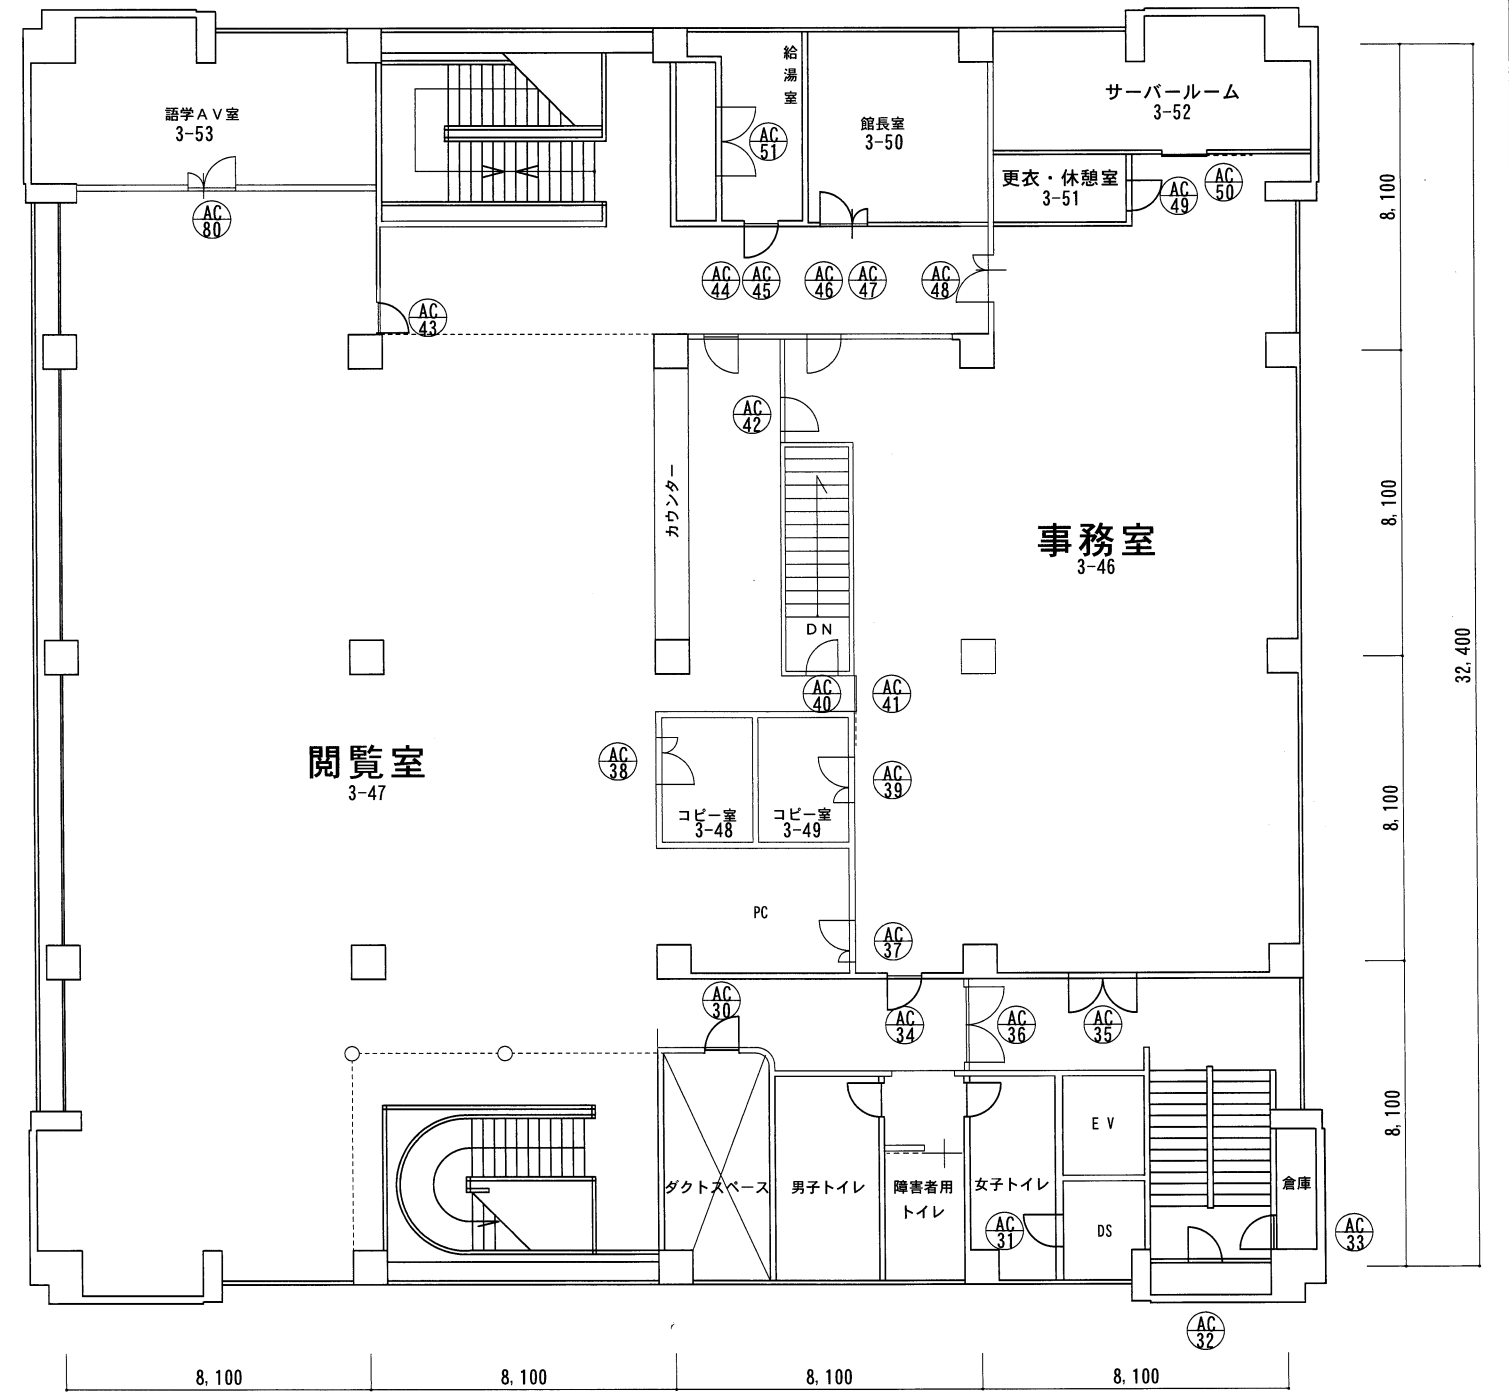 語学AV室
3-53
給湯室
館長室
3-50
サーバールーム
3-52
更衣・休憩室
3-51
AC
51
AC
49
AC
50
AC
80
AC
44
AC
45
AC
46
AC
47
AC
48
AC
43
AC
42
カウンター
事務室
3-46
DN
AC
40
AC
41
閲覧室
3-47
AC
38
AC
39
コピー室
3-48
コピー室
3-49
PC
AC
37
AC
30
AC
34
AC
36
AC
35
EV
ダクトスペース
男子トイレ
障害者用
トイレ
女子トイレ
AC
31
DS
倉庫
AC
33
AC
32
8,100
8,100
8,100
8,100
32,400
8,100
8,100
8,100
8,100